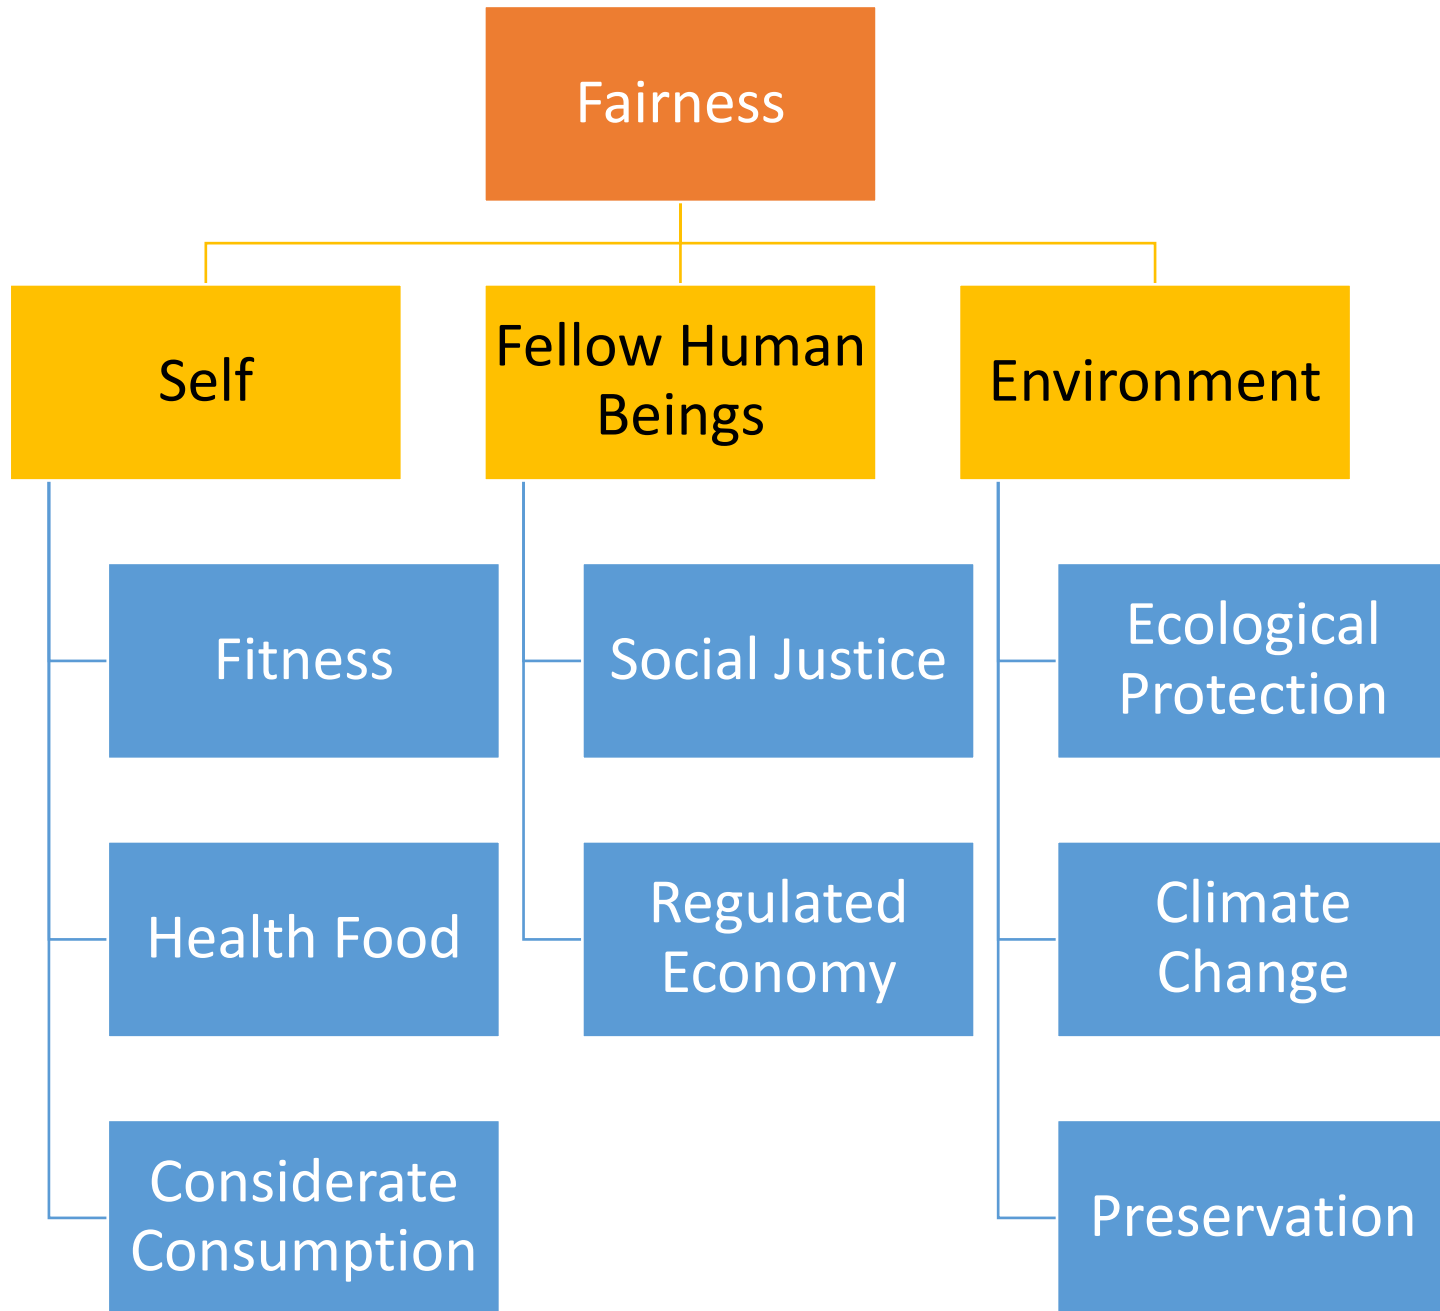 Fairness
Self
Fellow Human
Beings
Environment
Fitness
Social Justice
Ecological
Protection
Health Food
Regulated
Economy
Climate
Change
Considerate
Consumption
Preservation